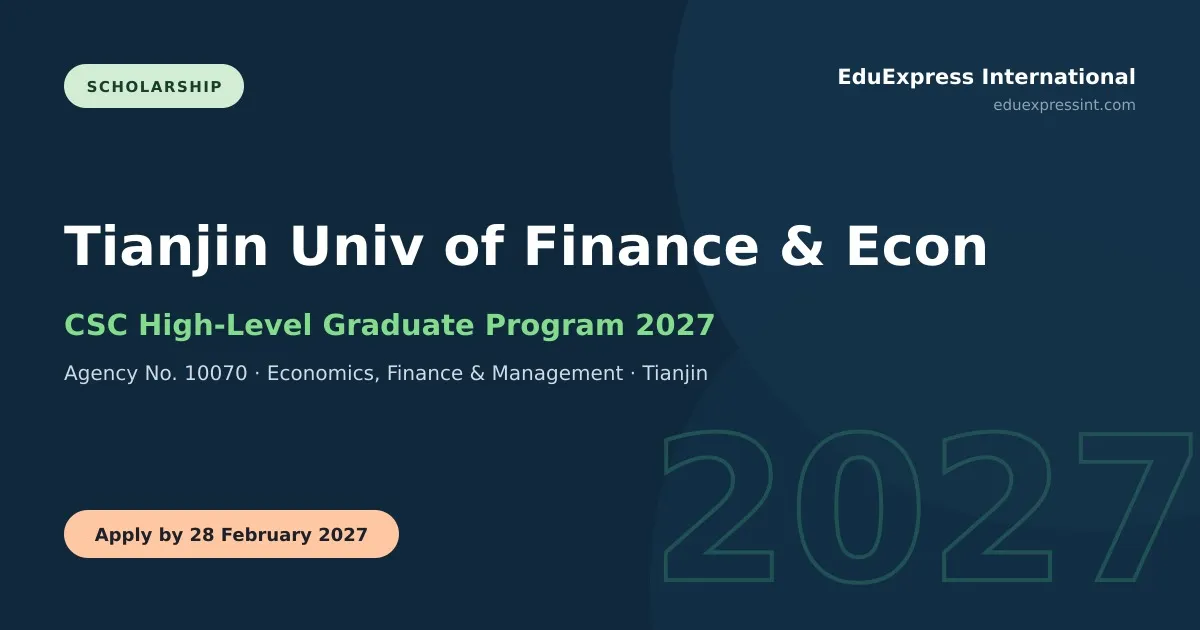 SCHOLARSHIP
EduExpress International
eduexpressint.com
Tianjin Univ of Finance & Econ
CSC High-Level Graduate Program 2027
Agency No. 10070 · Economics, Finance & Management · Tianjin
2027
Apply by 28 February 2027